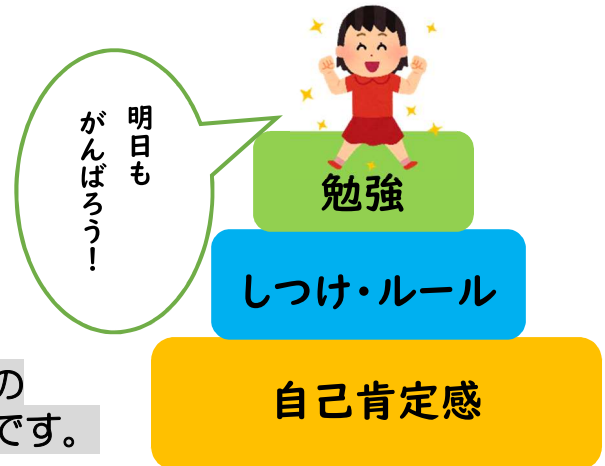 明日も
がんばろう！
勉強
しつけ・ルール
自己肯定感
の
です。